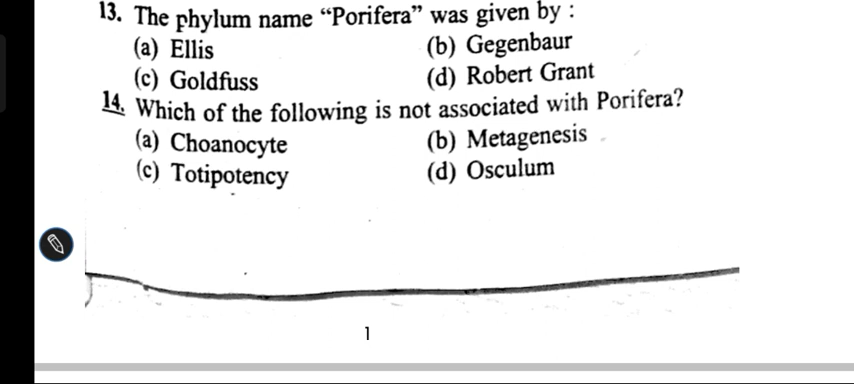 13. The phylum name “Porifera” was given by :
(a) Ellis (b) Gegenbaur
(c) Goldfuss (d) Robert Grant
14. Which of the following is not associated with Porifera?
(a) Choanocyte (b) Metagenesis
(c) Totipotency (d) Osculum
1